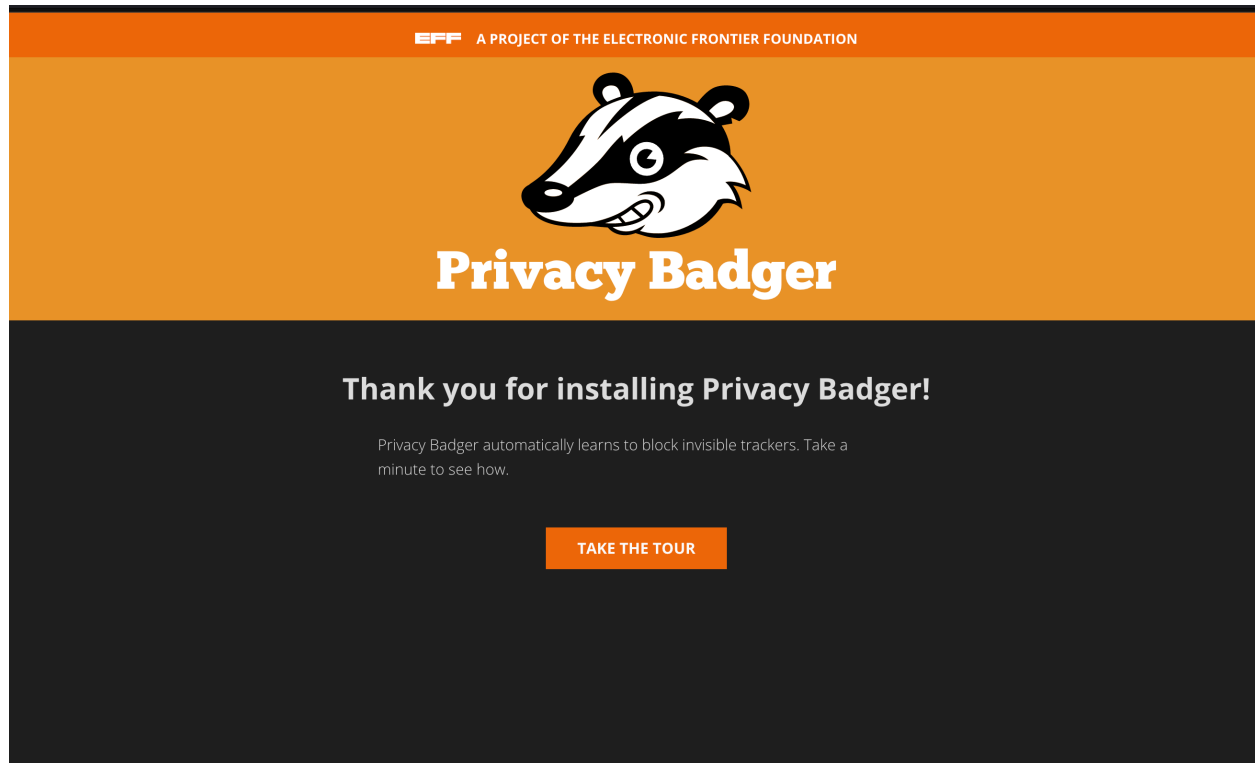 EFF A PROJECT OF THE ELECTRONIC FRONTIER FOUNDATION
Privacy Badger
Thank you for installing Privacy Badger!
Privacy Badger automatically learns to block invisible trackers. Take a
minute to see how.
TAKE THE TOUR